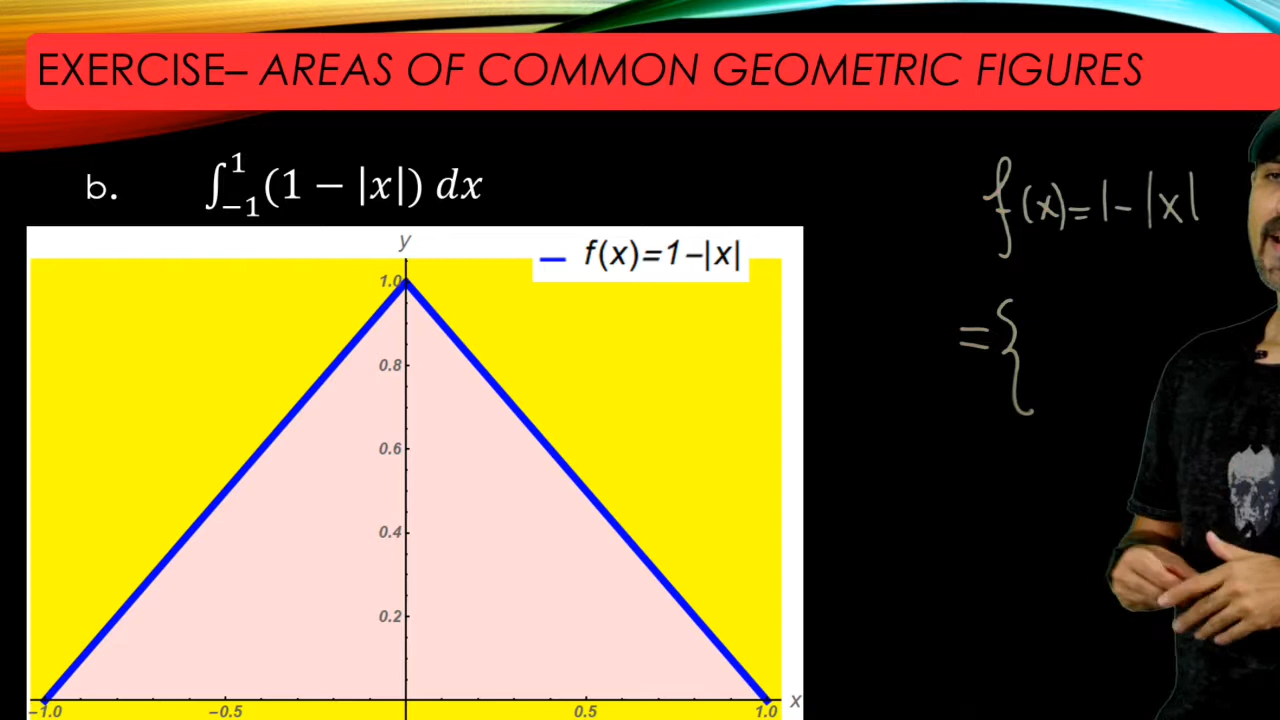 EXERCISE– AREAS OF COMMON GEOMETRIC FIGURES
b. ∫_{−1}^{1}(1 − |x|) dx
f(x)=1-|x|
={
y
f(x)=1−|x|
1.0
0.8
0.6
0.4
0.2
−1.0 −0.5 0.5 1.0 x